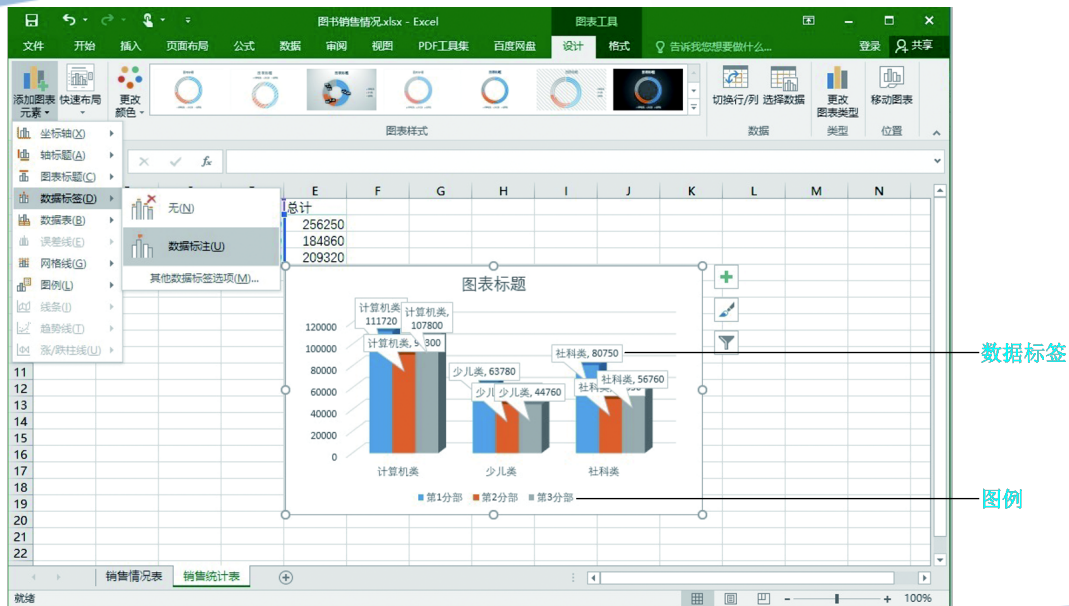 图书销售情况.xlsx - Excel
图表工具
文件 开始 插入 页面布局 公式 数据 审阅 视图 PDF工具集 百度网盘 设计 格式 告诉我您想要做什么... 登录 共享
添加图表元素 快速布局 更改颜色 切换行/列 选择数据 更改图表类型 移动图表
图表样式 数据 类型 位置
坐标轴(X)
轴标题(A)
图表标题(C)
数据标签(D)
数据表(B)
误差线(E)
网格线(G)
图例(L)
线条(I)
趋势线(T)
涨/跌柱线(U)
无(N)
数据标注(U)
其他数据标签选项(M)...
fx
E F G H I J K L M N
总计
256250
184860
209320
11
12
13
14
15
16
17
18
19
20
21
22
图表标题
120000
100000
80000
60000
40000
20000
0
计算机类, 111720
计算机类, 107800
计算机类, 9 300
少儿类, 63780
少儿类, 44760
社科类, 80750
社科类, 56760
计算机类 少儿类 社科类
第1分部 第2分部 第3分部
数据标签
图例
销售情况表 销售统计表
就绪
100%